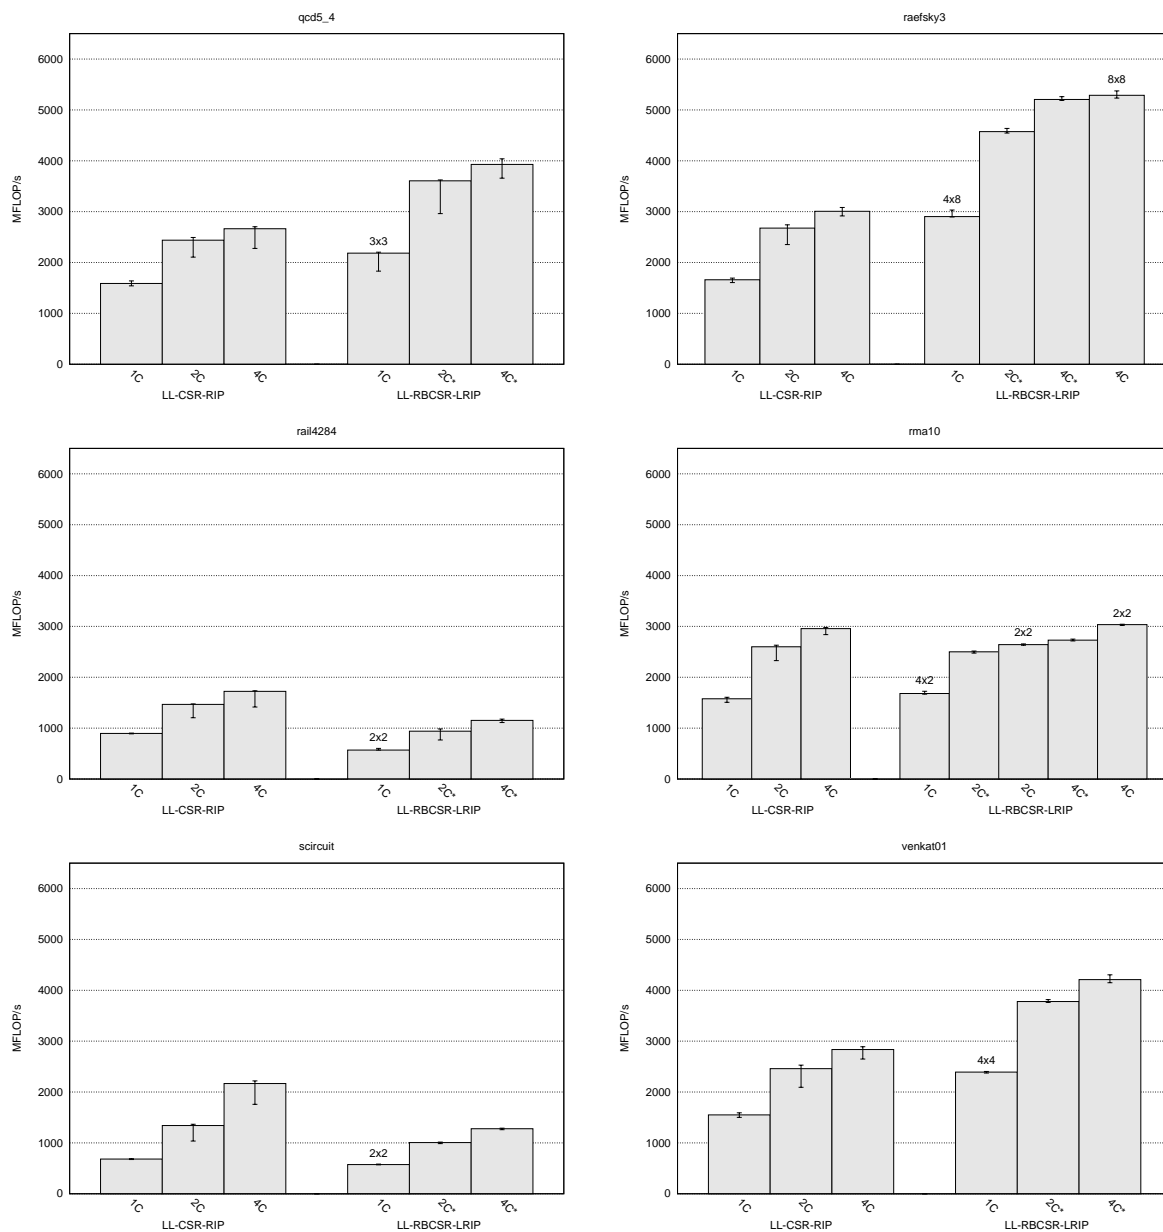 qcd5_4
6000
5000
4000
3000
2000
1000
0
MFLOP/s
3x3
1C
2C
4C
1C
2C*
4C*
LL-CSR-RIP
LL-RBCSR-LRIP
raefsky3
6000
5000
4000
3000
2000
1000
0
MFLOP/s
4x8
8x8
1C
2C
4C
1C
2C*
4C*
4C
LL-CSR-RIP
LL-RBCSR-LRIP
rail4284
6000
5000
4000
3000
2000
1000
0
MFLOP/s
2x2
1C
2C
4C
1C
2C*
4C*
LL-CSR-RIP
LL-RBCSR-LRIP
rma10
6000
5000
4000
3000
2000
1000
0
MFLOP/s
4x2
2x2
2x2
1C
2C
4C
1C
2C*
2C
4C*
4C
LL-CSR-RIP
LL-RBCSR-LRIP
scircuit
6000
5000
4000
3000
2000
1000
0
MFLOP/s
2x2
1C
2C
4C
1C
2C*
4C*
LL-CSR-RIP
LL-RBCSR-LRIP
venkat01
6000
5000
4000
3000
2000
1000
0
MFLOP/s
4x4
1C
2C
4C
1C
2C*
4C*
LL-CSR-RIP
LL-RBCSR-LRIP